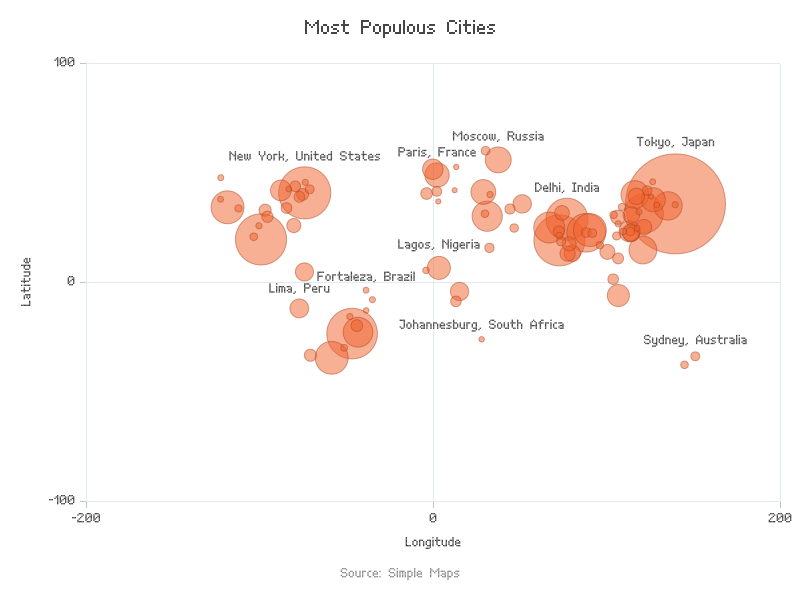 Most Populous Cities
100
Moscow, Russia
Tokyo, Japan
New York, United States
Paris, France
Delhi, India
Lagos, Nigeria
Latitude
0
Fortaleza, Brazil
Lima, Peru
Johannesburg, South Africa
Sydney, Australia
-100
-200
0
200
Longitude
Source: Simple Maps